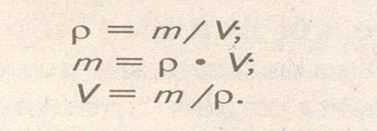 ρ = m/V;
m = ρ • V;
V = m/ρ.